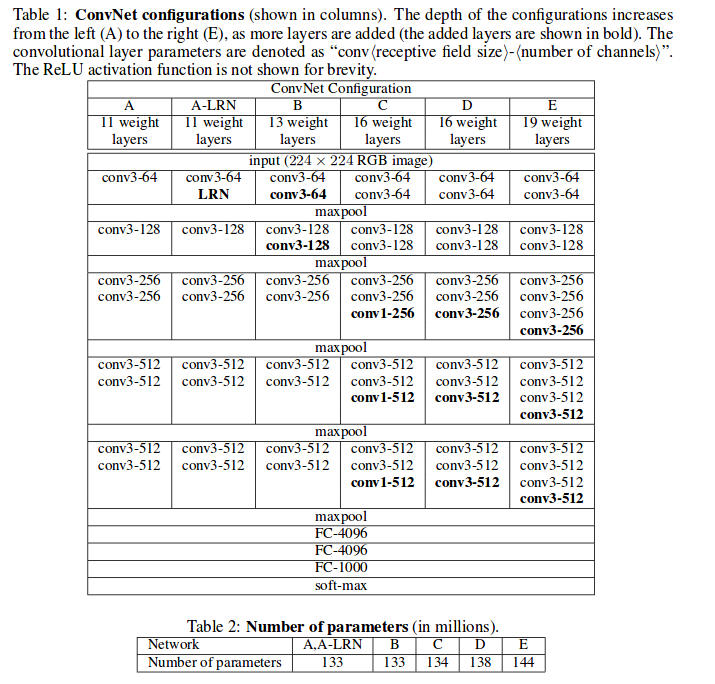 Table 1: ConvNet configurations (shown in columns). The depth of the configurations increases
from the left (A) to the right (E), as more layers are added (the added layers are shown in bold). The
convolutional layer parameters are denoted as “conv⟨receptive field size⟩-⟨number of channels⟩”.
The ReLU activation function is not shown for brevity.
ConvNet Configuration
A A-LRN B C D E
11 weight 11 weight 13 weight 16 weight 16 weight 19 weight
layers layers layers layers layers layers
input (224 × 224 RGB image)
conv3-64 conv3-64 conv3-64 conv3-64 conv3-64 conv3-64
LRN conv3-64 conv3-64 conv3-64 conv3-64
maxpool
conv3-128 conv3-128 conv3-128 conv3-128 conv3-128 conv3-128
conv3-128 conv3-128 conv3-128 conv3-128
maxpool
conv3-256 conv3-256 conv3-256 conv3-256 conv3-256 conv3-256
conv3-256 conv3-256 conv3-256 conv3-256 conv3-256 conv3-256
conv1-256 conv3-256 conv3-256
conv3-256
maxpool
conv3-512 conv3-512 conv3-512 conv3-512 conv3-512 conv3-512
conv3-512 conv3-512 conv3-512 conv3-512 conv3-512 conv3-512
conv1-512 conv3-512 conv3-512
conv3-512
maxpool
conv3-512 conv3-512 conv3-512 conv3-512 conv3-512 conv3-512
conv3-512 conv3-512 conv3-512 conv3-512 conv3-512 conv3-512
conv1-512 conv3-512 conv3-512
conv3-512
maxpool
FC-4096
FC-4096
FC-1000
soft-max
Table 2: Number of parameters (in millions).
Network A,A-LRN B C D E
Number of parameters 133 133 134 138 144